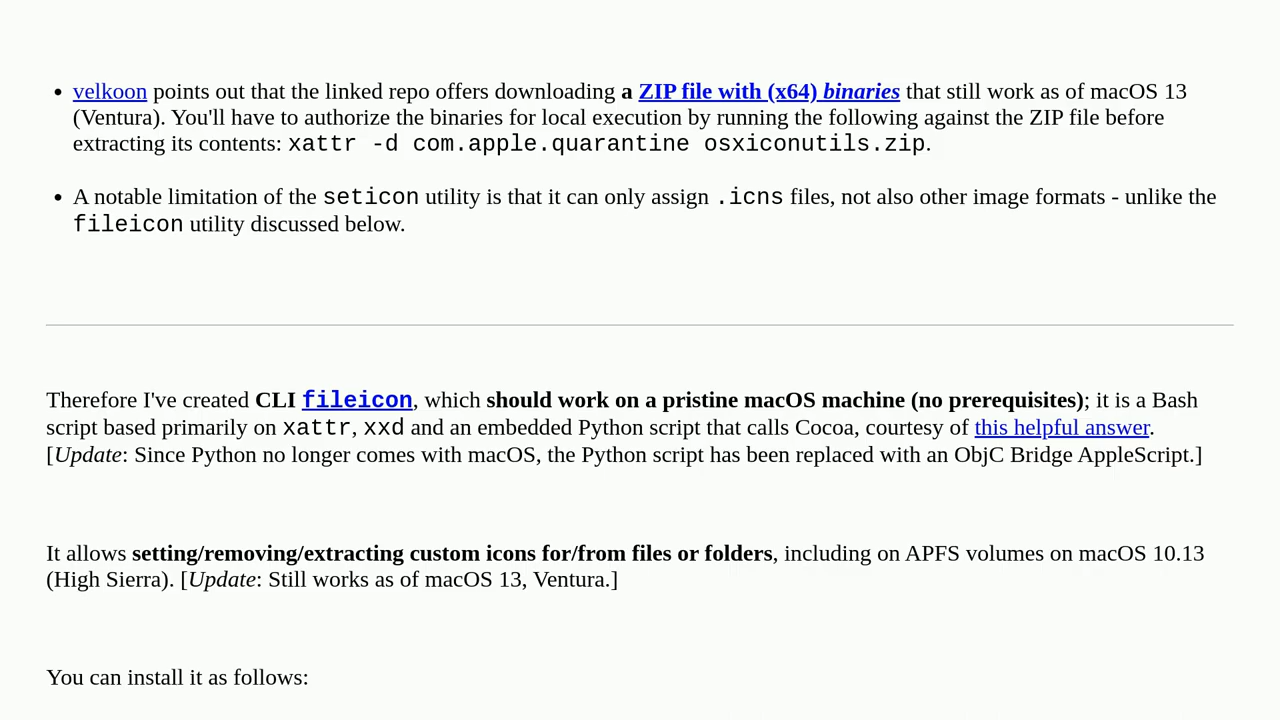 • velkoon points out that the linked repo offers downloading a ZIP file with (x64) binaries that still work as of macOS 13
(Ventura). You'll have to authorize the binaries for local execution by running the following against the ZIP file before
extracting its contents: xattr -d com.apple.quarantine osxiconutils.zip.
• A notable limitation of the seticon utility is that it can only assign .icns files, not also other image formats - unlike the
fileicon utility discussed below.
Therefore I've created CLI fileicon, which should work on a pristine macOS machine (no prerequisites); it is a Bash
script based primarily on xattr, xxd and an embedded Python script that calls Cocoa, courtesy of this helpful answer.
[Update: Since Python no longer comes with macOS, the Python script has been replaced with an ObjC Bridge AppleScript.]
It allows setting/removing/extracting custom icons for/from files or folders, including on APFS volumes on macOS 10.13
(High Sierra). [Update: Still works as of macOS 13, Ventura.]
You can install it as follows: